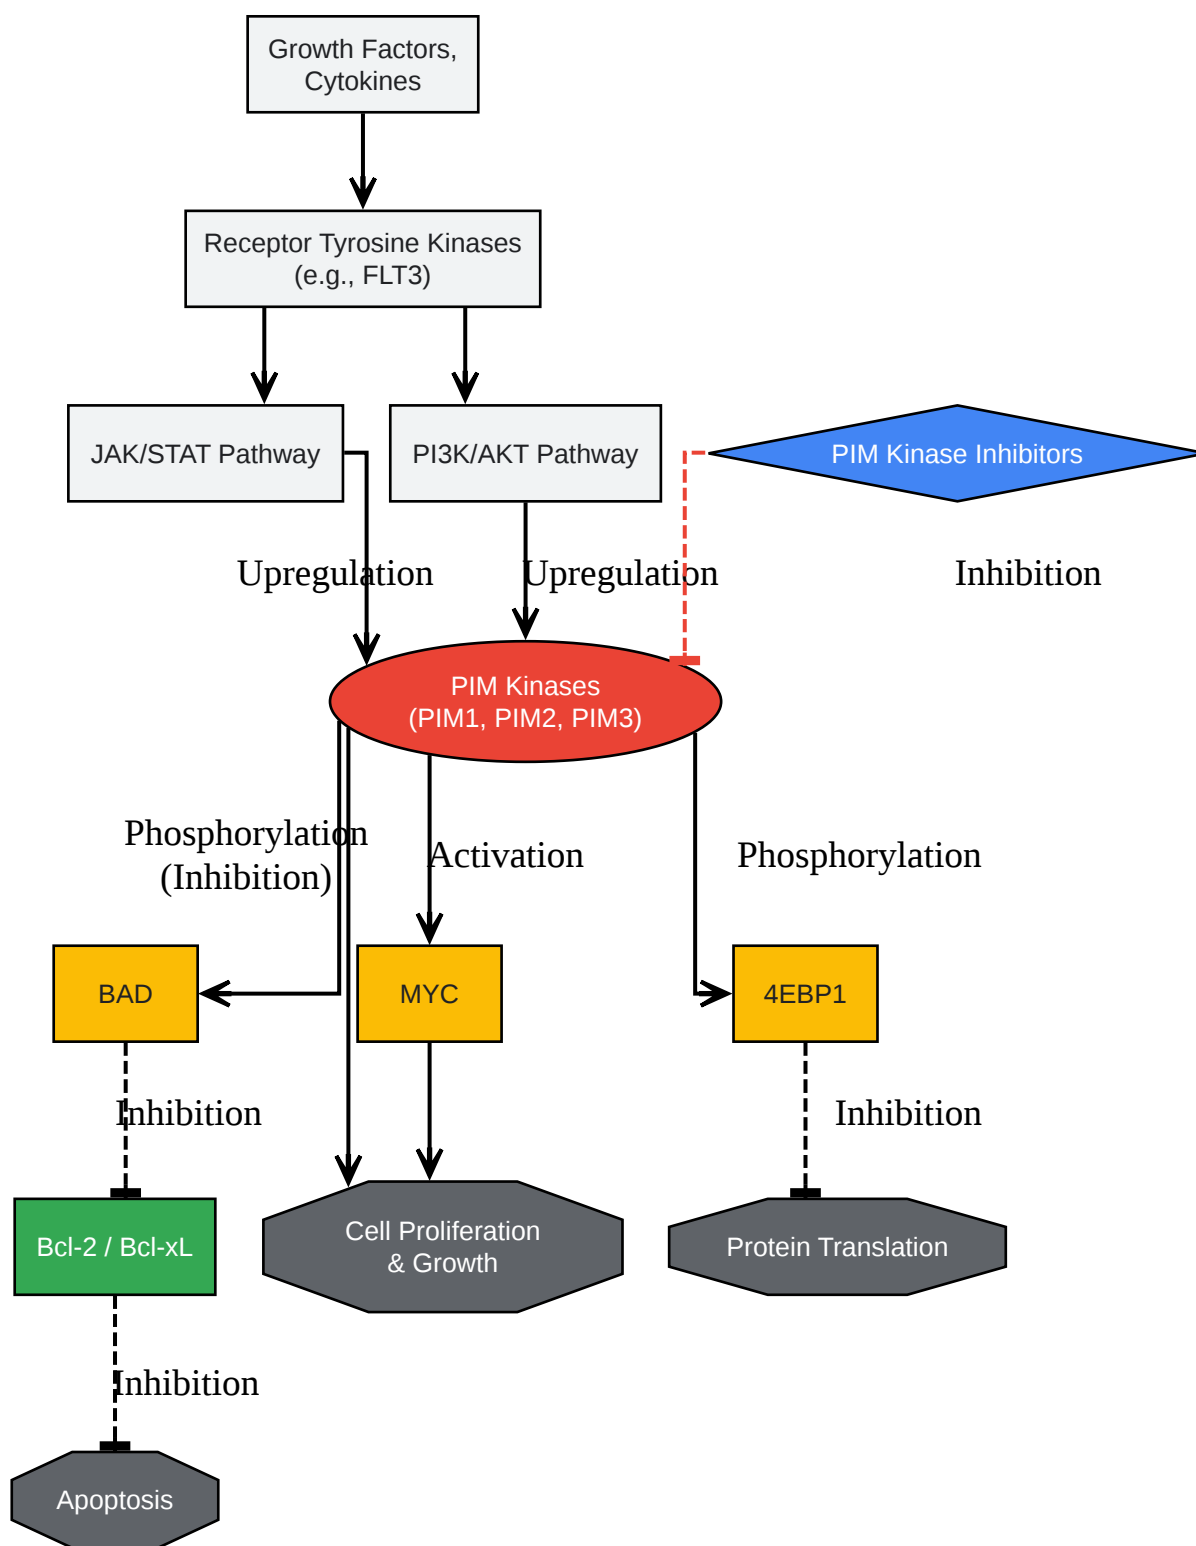 Growth Factors,
Cytokines
Receptor Tyrosine Kinases
(e.g., FLT3)
JAK/STAT Pathway
PI3K/AKT Pathway
PIM Kinase Inhibitors
Upregulation
Upregulation
Inhibition
PIM Kinases
(PIM1, PIM2, PIM3)
Phosphorylation
(Inhibition)
Activation
Phosphorylation
BAD
MYC
4EBP1
Inhibition
Inhibition
Bcl-2 / Bcl-xL
Cell Proliferation
& Growth
Protein Translation
Inhibition
Apoptosis